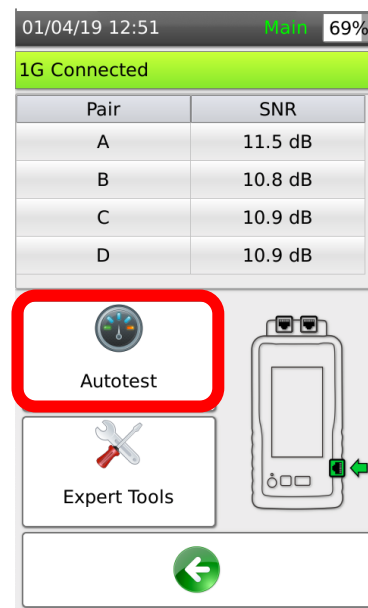 01/04/19 12:51 Main 69%
1G Connected
Pair SNR
A 11.5 dB
B 10.8 dB
C 10.9 dB
D 10.9 dB
Autotest
Expert Tools